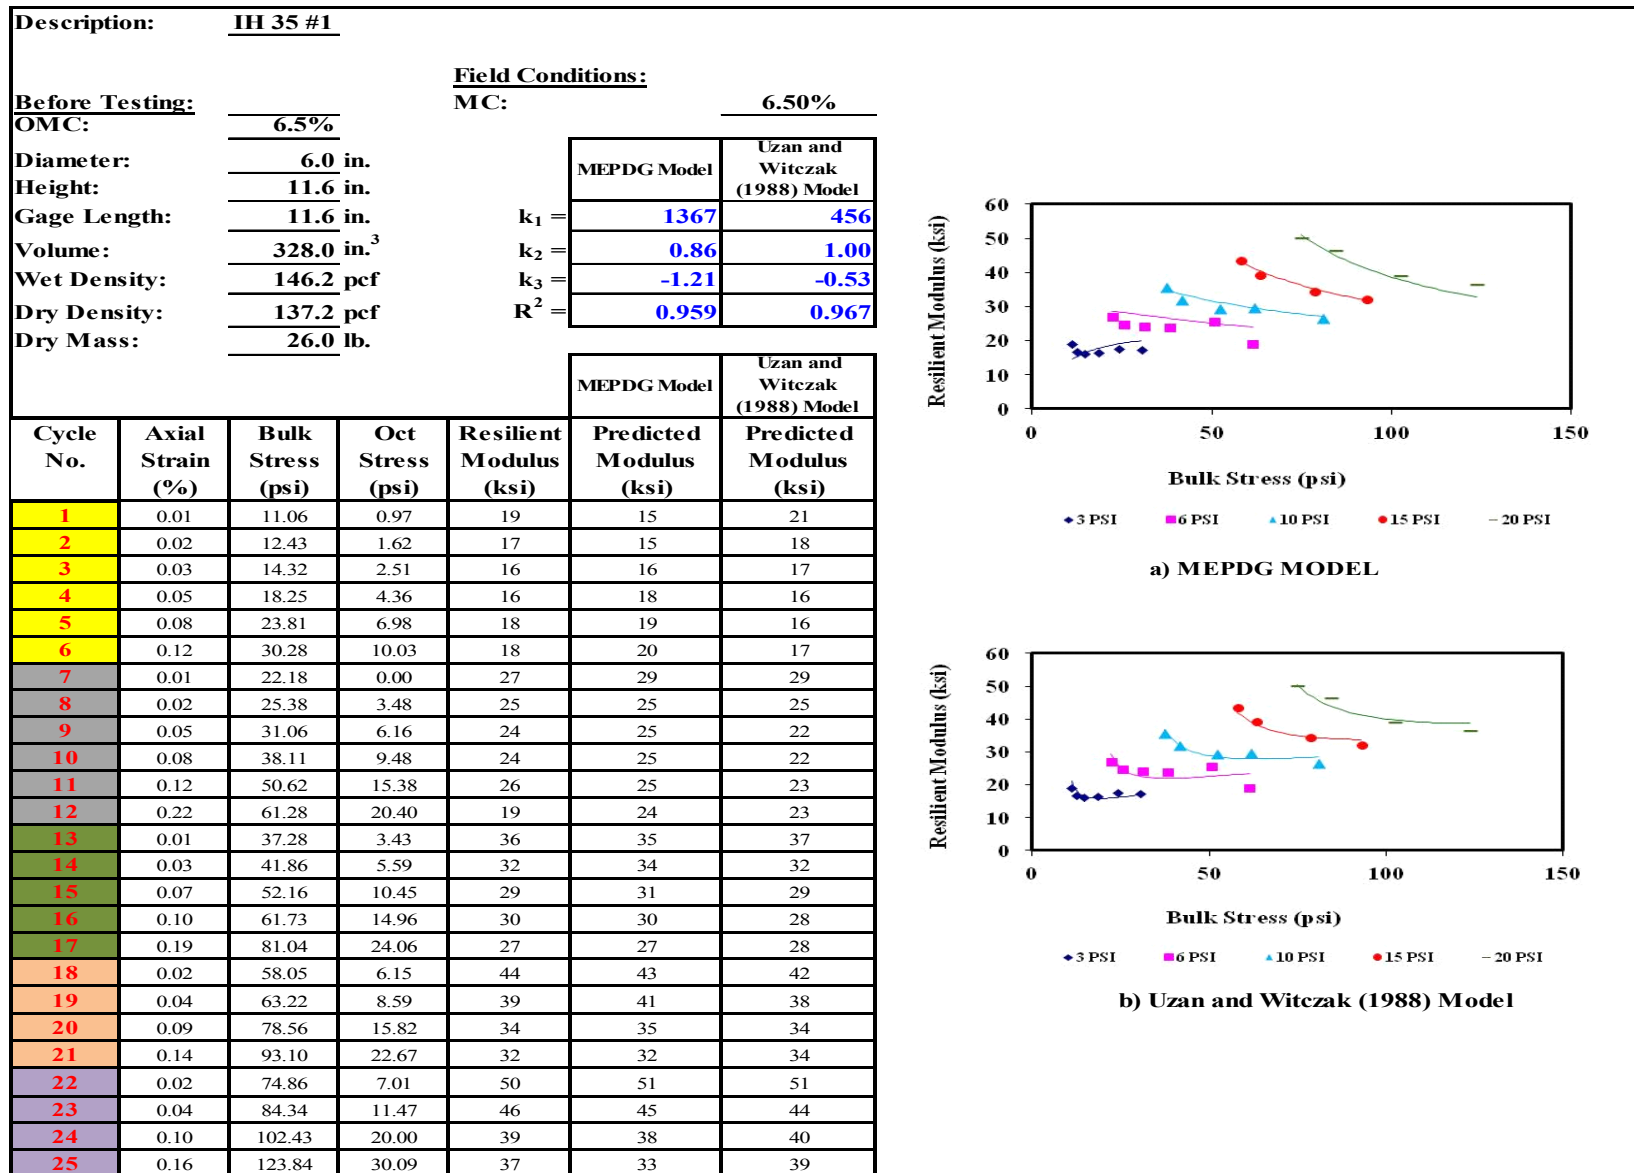 Description: IH 35 #1
Field Conditions:
Before Testing: MC: 6.50%
OMC: 6.5%
Diameter: 6.0 in.
Height: 11.6 in.
Gage Length: 11.6 in.
Volume: 328.0 in.³
Wet Density: 146.2 pcf
Dry Density: 137.2 pcf
Dry Mass: 26.0 lb.
MEPDG Model
Uzan and
Witczak
(1988) Model
k₁ = 1367 456
k₂ = 0.86 1.00
k₃ = -1.21 -0.53
R² = 0.959 0.967
MEPDG Model
Uzan and
Witczak
(1988) Model
Cycle Axial Bulk Oct Resilient Predicted Predicted
No. Strain Stress Stress Modulus Modulus Modulus
(%) (psi) (psi) (ksi) (ksi) (ksi)
1 0.01 11.06 0.97 19 15 21
2 0.02 12.43 1.62 17 15 18
3 0.03 14.32 2.51 16 16 17
4 0.05 18.25 4.36 16 18 16
5 0.08 23.81 6.98 18 19 16
6 0.12 30.28 10.03 18 20 17
7 0.01 22.18 0.00 27 29 29
8 0.02 25.38 3.48 25 25 25
9 0.05 31.06 6.16 24 25 22
10 0.08 38.11 9.48 24 25 22
11 0.12 50.62 15.38 26 25 23
12 0.22 61.28 20.40 19 24 23
13 0.01 37.28 3.43 36 35 37
14 0.03 41.86 5.59 32 34 32
15 0.07 52.16 10.45 29 31 29
16 0.10 61.73 14.96 30 30 28
17 0.19 81.04 24.06 27 27 28
18 0.02 58.05 6.15 44 43 42
19 0.04 63.22 8.59 39 41 38
20 0.09 78.56 15.82 34 35 34
21 0.14 93.10 22.67 32 32 34
22 0.02 74.86 7.01 50 51 51
23 0.04 84.34 11.47 46 45 44
24 0.10 102.43 20.00 39 38 40
25 0.16 123.84 30.09 37 33 39
Resilient Modulus (ksi)
60
50
40
30
20
10
0
0 50 100 150
Bulk Stress (psi)
3 PSI 6 PSI 10 PSI 15 PSI 20 PSI
a) MEPDG MODEL
Resilient Modulus (ksi)
60
50
40
30
20
10
0
0 50 100 150
Bulk Stress (psi)
3 PSI 6 PSI 10 PSI 15 PSI 20 PSI
b) Uzan and Witczak (1988) Model